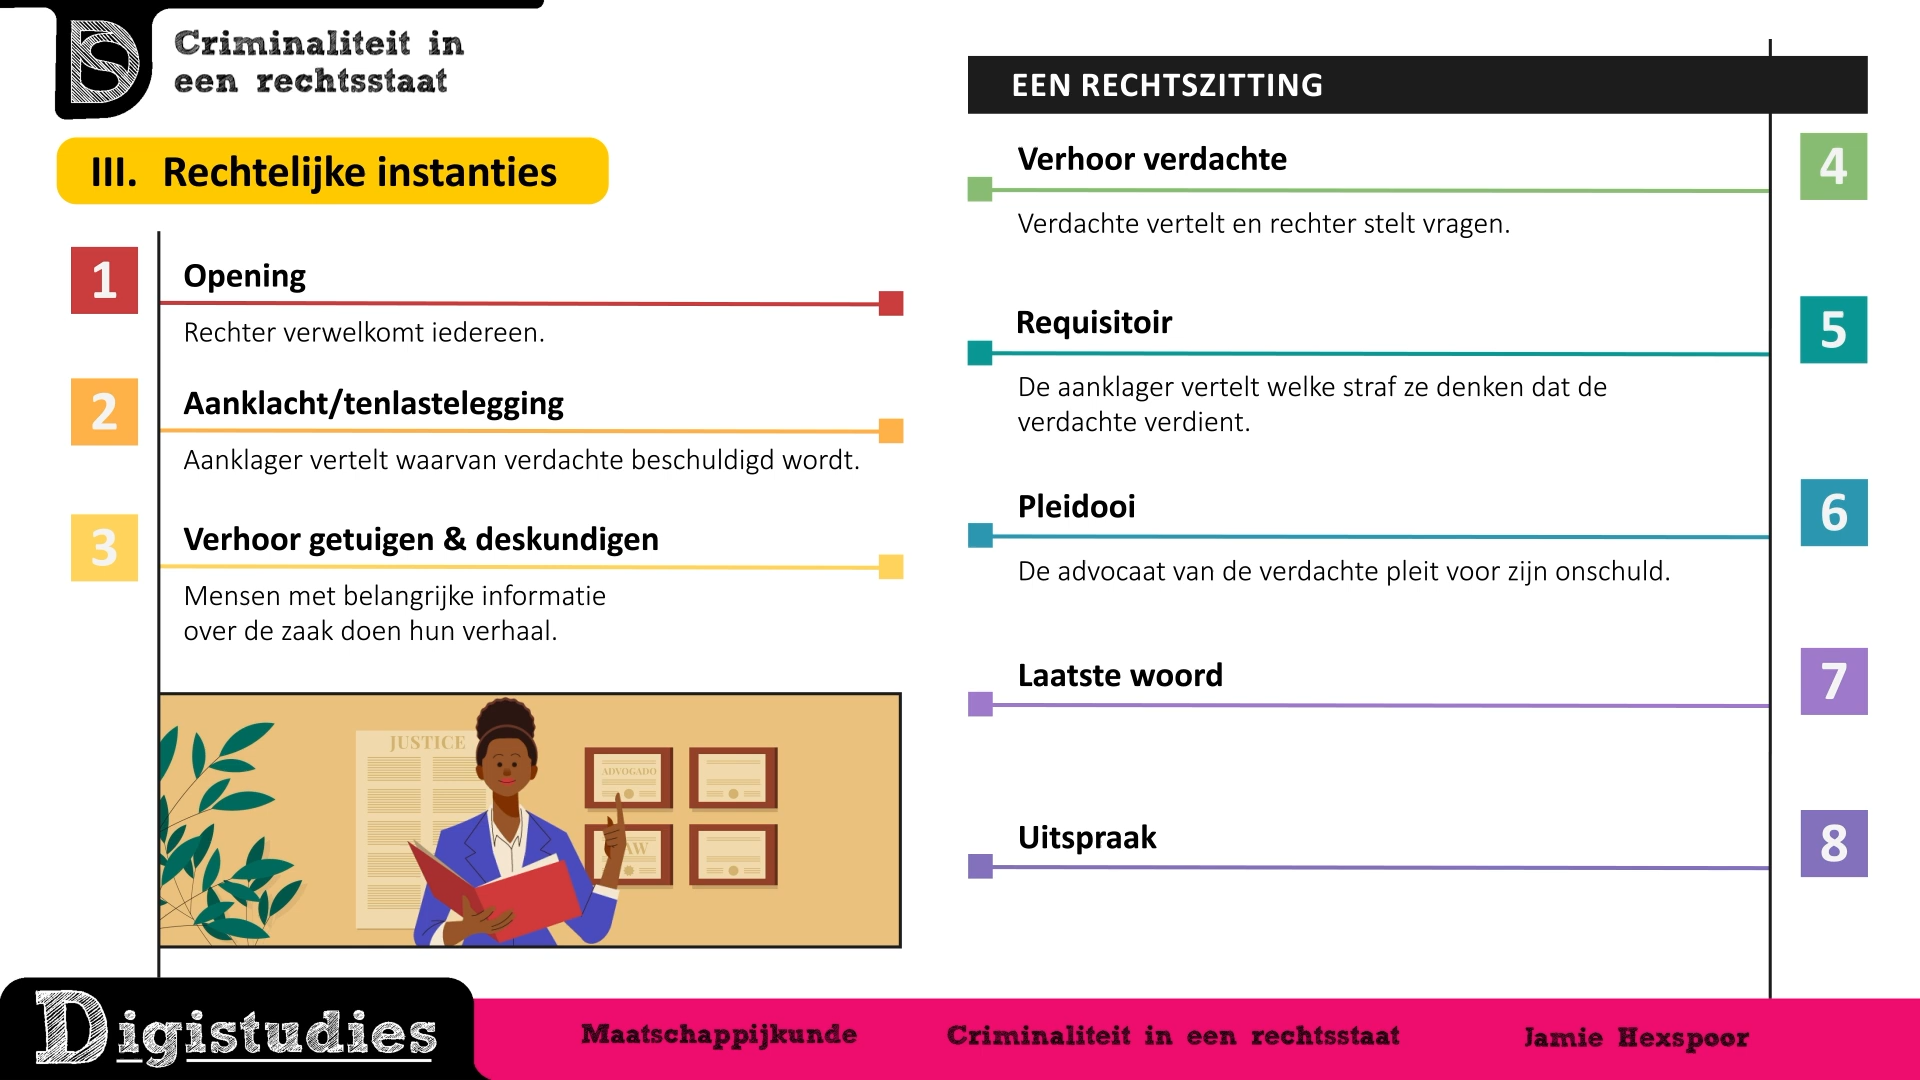 DS
Criminaliteit in
een rechtsstaat
III. Rechtelijke instanties
1
Opening
Rechter verwelkomt iedereen.
2
Aanklacht/tenlastelegging
Aanklager vertelt waarvan verdachte beschuldigd wordt.
3
Verhoor getuigen & deskundigen
Mensen met belangrijke informatie
over de zaak doen hun verhaal.
JUSTICE
ADVOGADO
AW
EEN RECHTSZITTING
Verhoor verdachte
4
Verdachte vertelt en rechter stelt vragen.
Requisitoir
5
De aanklager vertelt welke straf ze denken dat de
verdachte verdient.
Pleidooi
6
De advocaat van de verdachte pleit voor zijn onschuld.
Laatste woord
7
Uitspraak
8
Digistudies
Maatschappijkunde
Criminaliteit in een rechtsstaat
Jamie Hexspoor